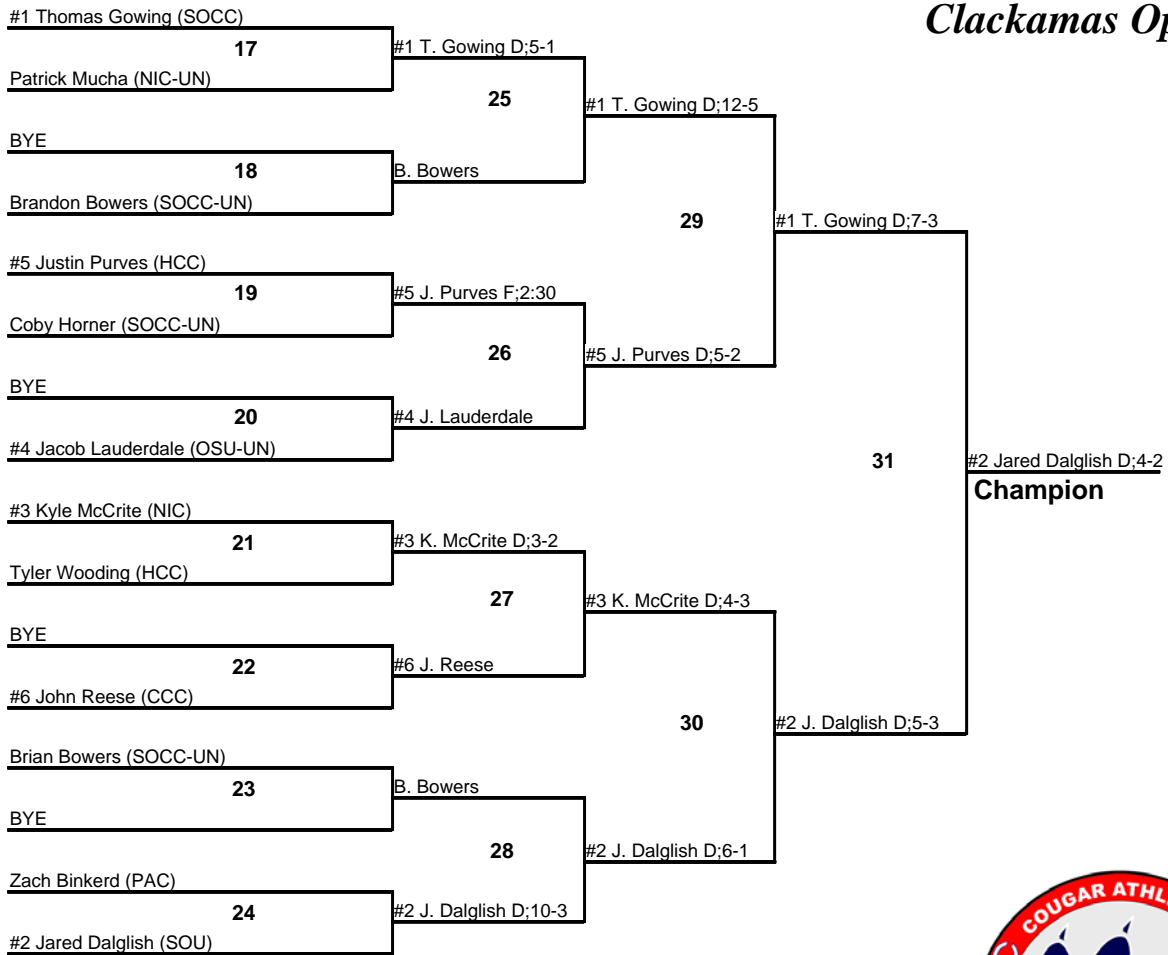 Clackamas Op
#1 Thomas Gowing (SOCC)
17
Patrick Mucha (NIC-UN)
BYE
18
Brandon Bowers (SOCC-UN)
#5 Justin Purves (HCC)
19
Coby Horner (SOCC-UN)
BYE
20
#4 Jacob Lauderdale (OSU-UN)
#3 Kyle McCrite (NIC)
21
Tyler Wooding (HCC)
BYE
22
#6 John Reese (CCC)
Brian Bowers (SOCC-UN)
23
BYE
Zach Binkerd (PAC)
24
#2 Jared Dalglish (SOU)
#1 T. Gowing D;5-1
25
B. Bowers
#5 J. Purves F;2:30
26
#4 J. Lauderdale
#3 K. McCrite D;3-2
27
#6 J. Reese
B. Bowers
28
#2 J. Dalglish D;10-3
#1 T. Gowing D;12-5
29
#5 J. Purves D;5-2
#3 K. McCrite D;4-3
30
#2 J. Dalglish D;6-1
#1 T. Gowing D;7-3
31
#2 J. Dalglish D;5-3
#2 Jared Dalglish D;4-2
Champion
COUGAR ATHL